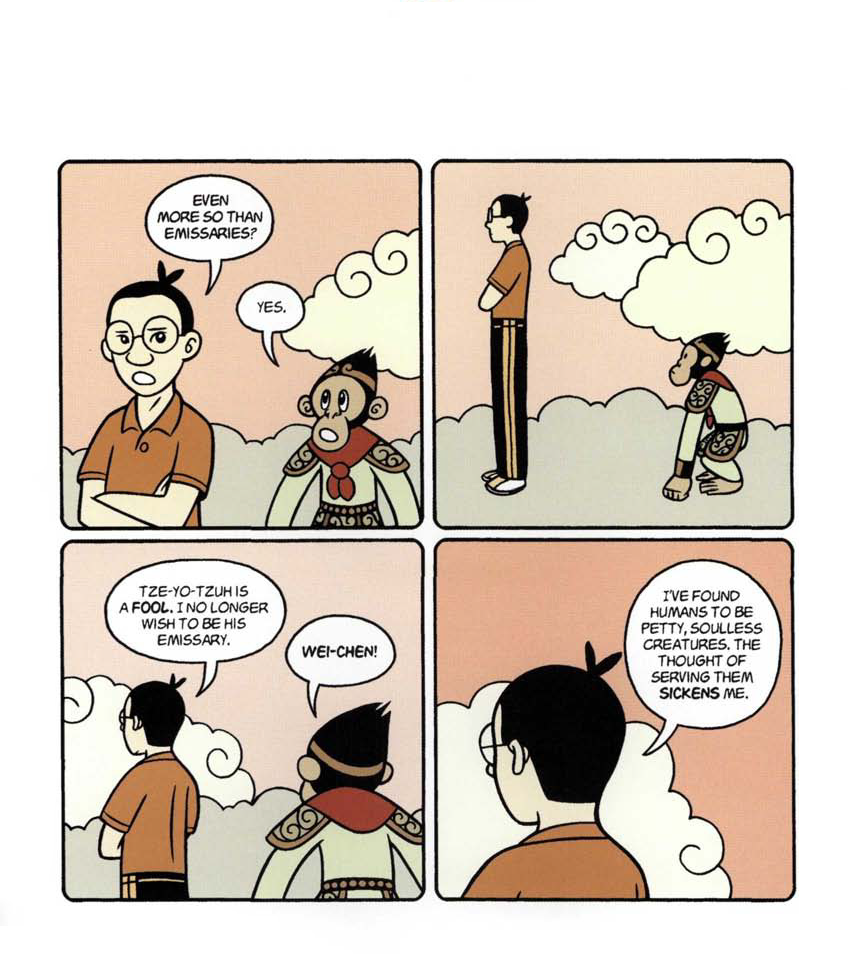 EVEN
MORE SO THAN
EMISSARIES?
YES.
TZE-YO-TZUH IS
A FOOL. I NO LONGER
WISH TO BE HIS
EMISSARY.
WEI-CHEN!
I'VE FOUND
HUMANS TO BE
PETTY, SOULLESS
CREATURES. THE
THOUGHT OF
SERVING THEM
SICKENS ME.